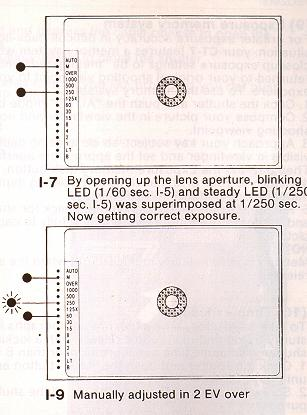 AUTO
M
OVER
1000
500
250
125X
60
30
15
8
4
2
1
LT
B
I-7 By opening up the lens aperture, blinking
LED (1/60 sec. I-5) and steady LED (1/250
sec. I-5) was superimposed at 1/250 sec.
Now getting correct exposure.
AUTO
M
OVER
1000
500
250
125X
60
30
15
8
4
2
1
LT
B
I-9 Manually adjusted in 2 EV over